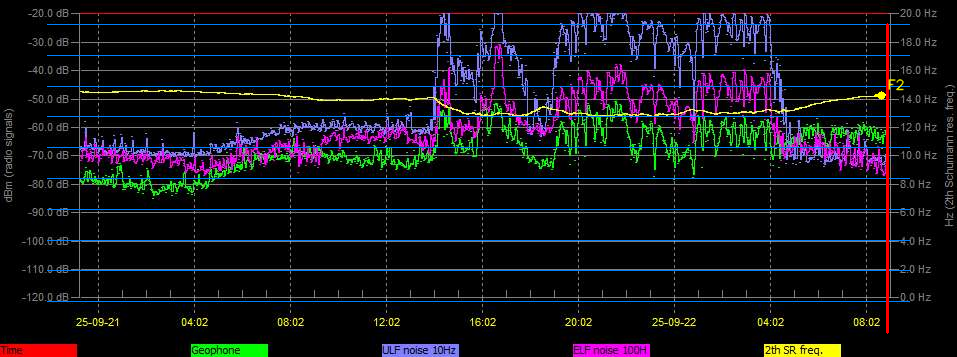 -20.0 dB 20.0 Hz
-30.0 dB 18.0 Hz
-40.0 dB 16.0 Hz
F2
-50.0 dB 14.0 Hz
-60.0 dB 12.0 Hz
-70.0 dB 10.0 Hz
-80.0 dB 8.0 Hz
-90.0 dB 6.0 Hz
-100.0 dB 4.0 Hz
-110.0 dB 2.0 Hz
-120.0 dB 0.0 Hz
dBm (radio signals)
Hz (2th Schumann res. freq.)
25-09-21 04:02 08:02 12:02 16:02 20:02 25-09-22 04:02 08:02
Time Geophone ULF noise 10Hz ELF noise 100H 2th SR freq.